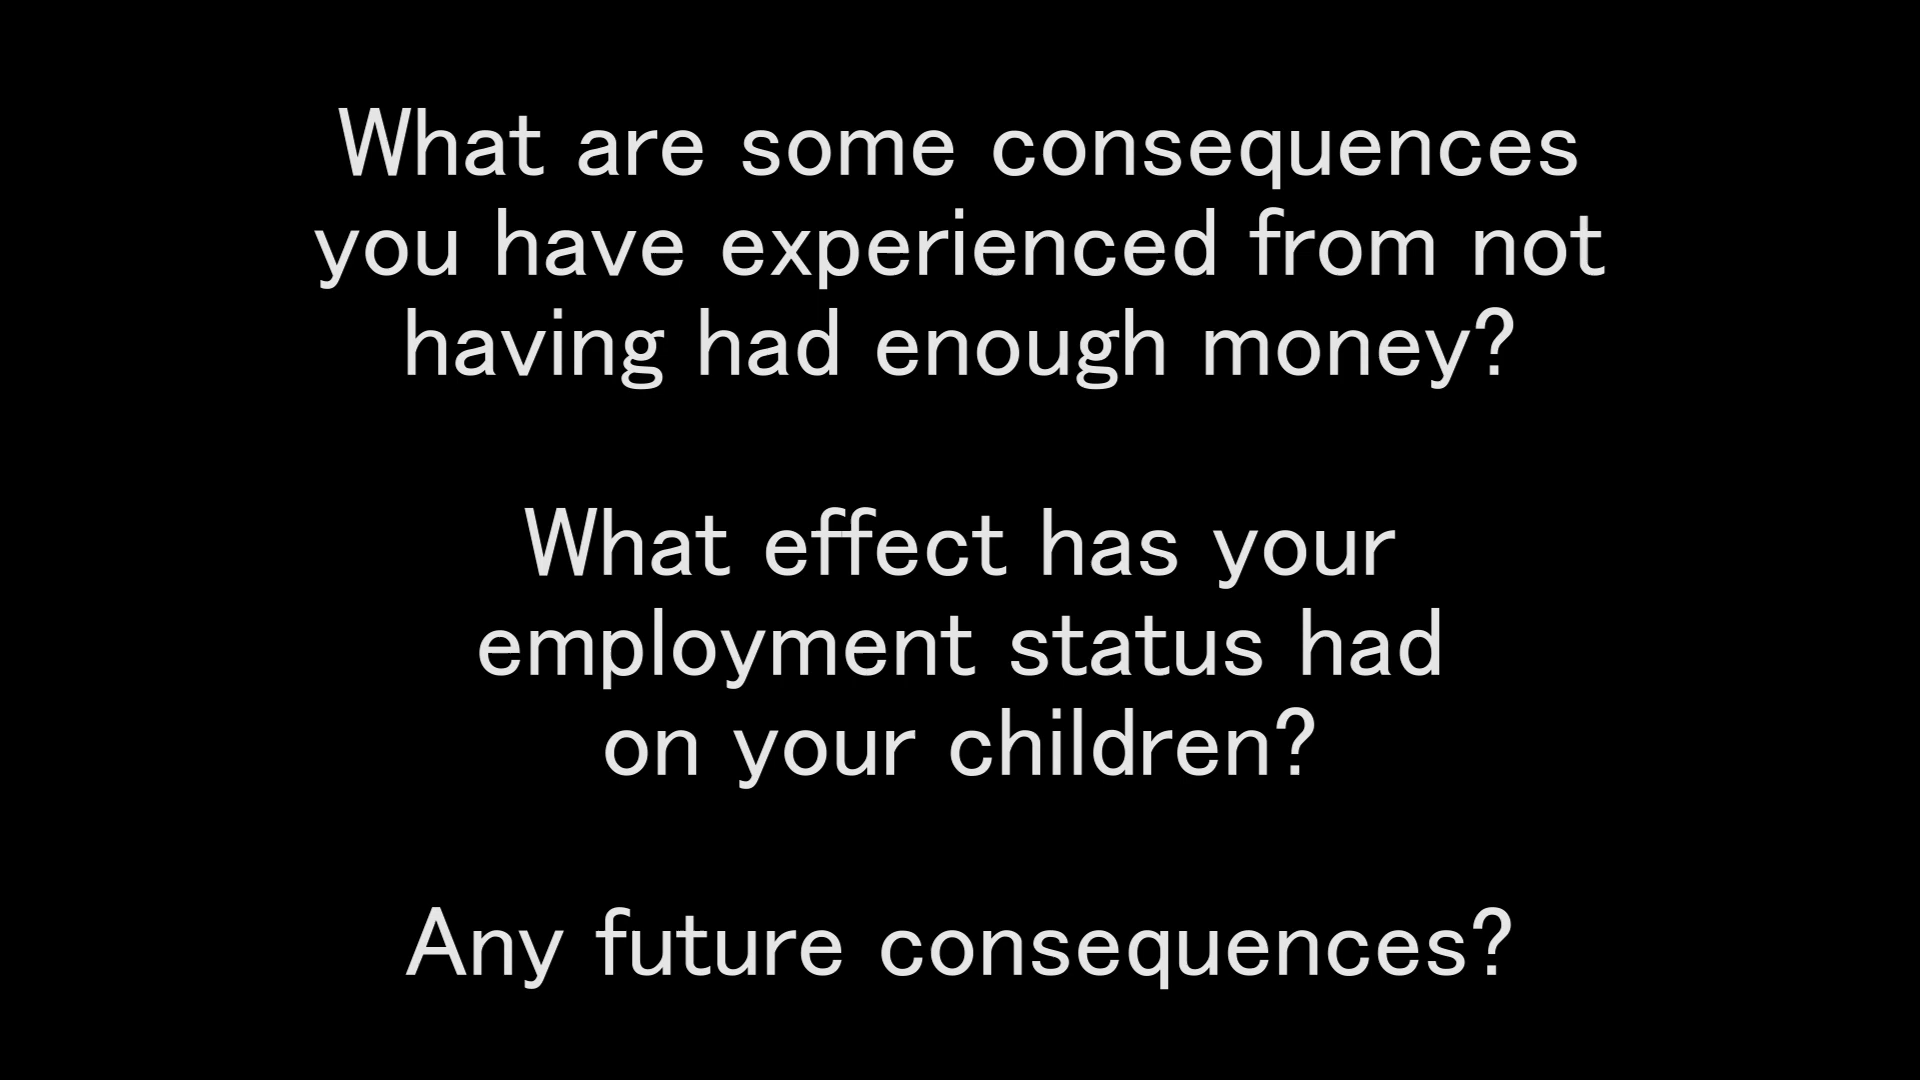 What are some consequences
you have experienced from not
having had enough money?
What effect has your
employment status had
on your children?
Any future consequences?